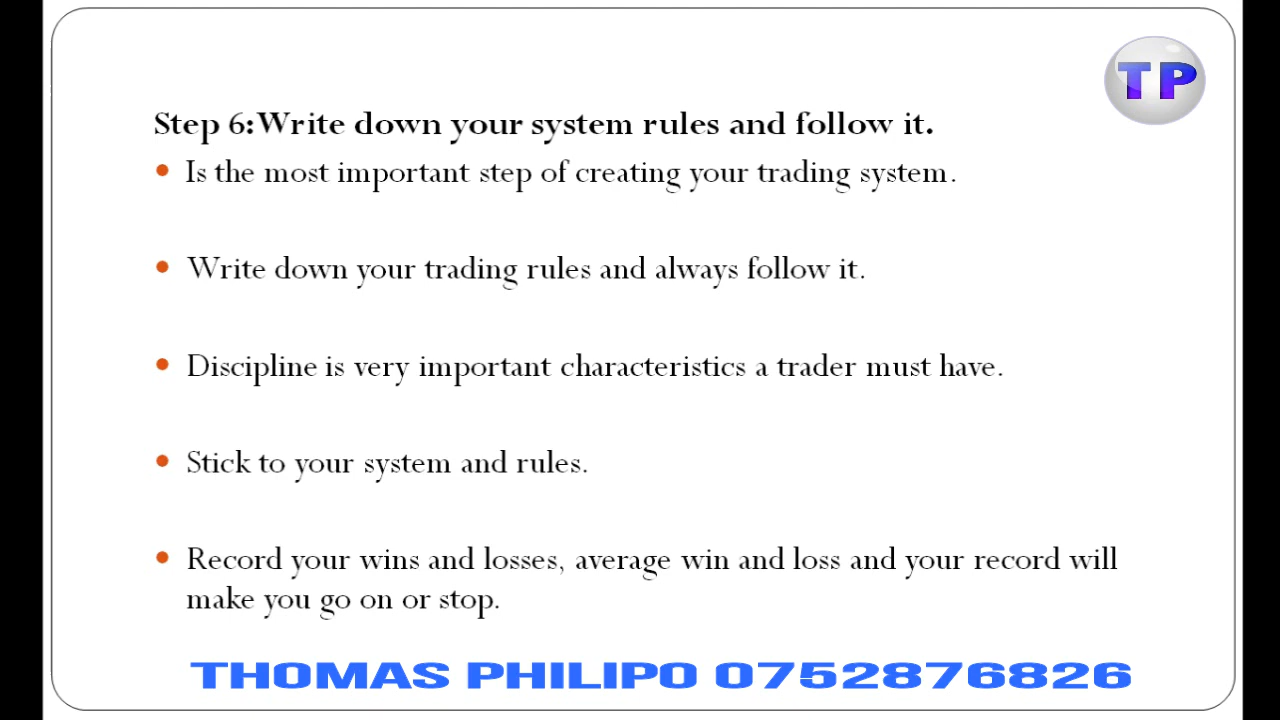 TP
Step 6:Write down your system rules and follow it.
• Is the most important step of creating your trading system.
• Write down your trading rules and always follow it.
• Discipline is very important characteristics a trader must have.
• Stick to your system and rules.
• Record your wins and losses, average win and loss and your record will
make you go on or stop.
THOMAS PHILIPO 0752876826